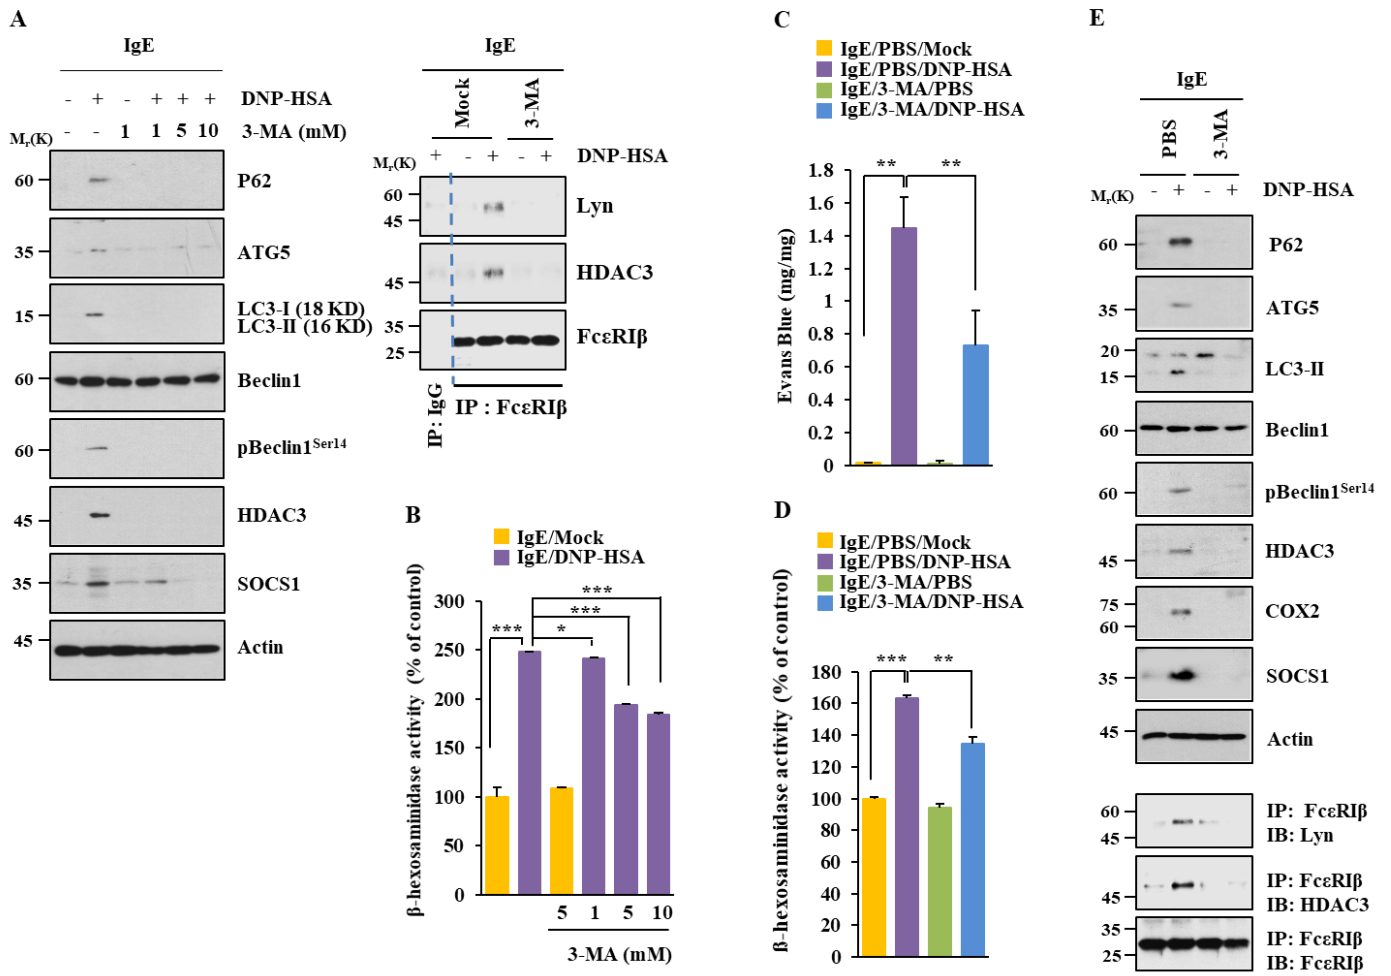 A
IgE
- + - + + + DNP-HSA
- - 1 1 5 10 3-MA (mM)
Mr(K)
60 P62
35 ATG5
15 LC3-I (18 KD)
LC3-II (16 KD)
60 Beclin1
60 pBeclin1Ser14
45 HDAC3
35 SOCS1
45 Actin
IgE
Mock 3-MA
+ - + - + DNP-HSA
Mr(K)
60
45 Lyn
45 HDAC3
35
25 FcεRIβ
IP: IgG IP : FcεRIβ
B
IgE/Mock
IgE/DNP-HSA
β-hexosaminidase activity (% of control)
300
250
200
150
100
50
0
*** * *** ***
5 1 5 10
3-MA (mM)
C
IgE/PBS/Mock
IgE/PBS/DNP-HSA
IgE/3-MA/PBS
IgE/3-MA/DNP-HSA
Evans Blue (mg/mg)
1.8
1.6
1.4
1.2
1
0.8
0.6
0.4
0.2
0
** **
D
IgE/PBS/Mock
IgE/PBS/DNP-HSA
IgE/3-MA/PBS
IgE/3-MA/DNP-HSA
ß-hexosaminidase activity (% of control)
180
160
140
120
100
80
60
40
20
0
*** **
E
IgE
PBS 3-MA
- + - + DNP-HSA
Mr(K)
60 P62
35 ATG5
20
15 LC3-II
60 Beclin1
60 pBeclin1Ser14
45 HDAC3
75
60 COX2
35 SOCS1
45 Actin
60 IP: FcεRIβ
45 IB: Lyn
IP: FcεRIβ
45 IB: HDAC3
35 IP: FcεRIβ
25 IB: FcεRIβ